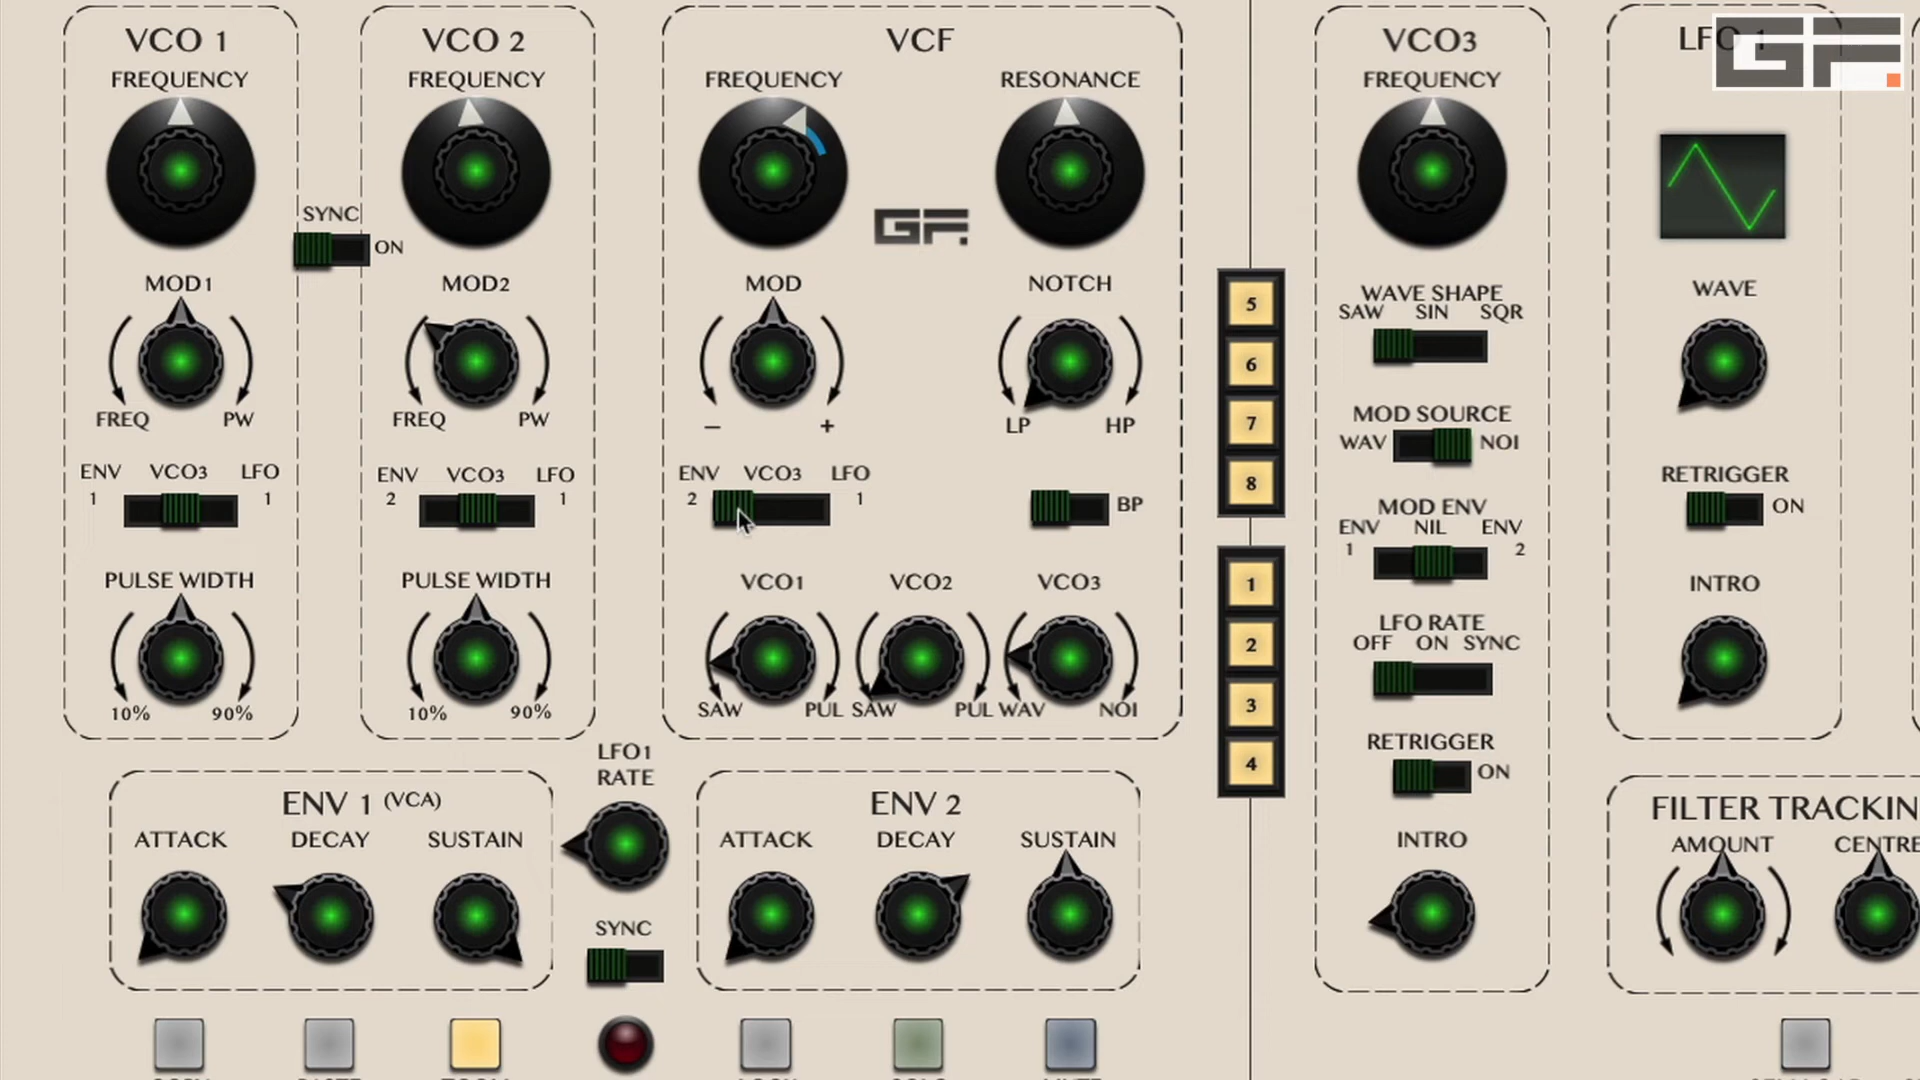 VCO 1
FREQUENCY
MOD1
FREQ PW
ENV VCO3 LFO
1 1
PULSE WIDTH
10% 90%
SYNC
ON
VCO 2
FREQUENCY
MOD2
FREQ PW
ENV VCO3 LFO
2 1
PULSE WIDTH
10% 90%
VCF
FREQUENCY RESONANCE
GF.
MOD NOTCH
– +
LP HP
ENV VCO3 LFO
2 1
BP
VCO1 VCO2 VCO3
SAW PUL SAW PUL WAV NOI
5
6
7
8
1
2
3
4
VCO3
FREQUENCY
WAVE SHAPE
SAW SIN SQR
MOD SOURCE
WAV NOI
MOD ENV
ENV NIL ENV
1 2
LFO RATE
OFF ON SYNC
RETRIGGER
ON
INTRO
GF.
WAVE
RETRIGGER
ON
INTRO
ENV 1 (VCA)
ATTACK DECAY SUSTAIN
LFO1
RATE
SYNC
ENV 2
ATTACK DECAY SUSTAIN
FILTER TRACKIN
AMOUNT CENTRE